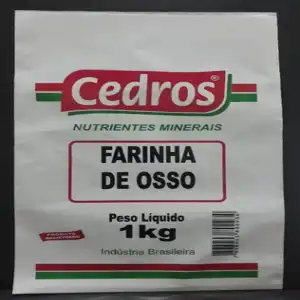 Cedros®
NUTRIENTES MINERAIS
FARINHA
DE OSSO
Peso Líquido
1kg
Indústria Brasileira